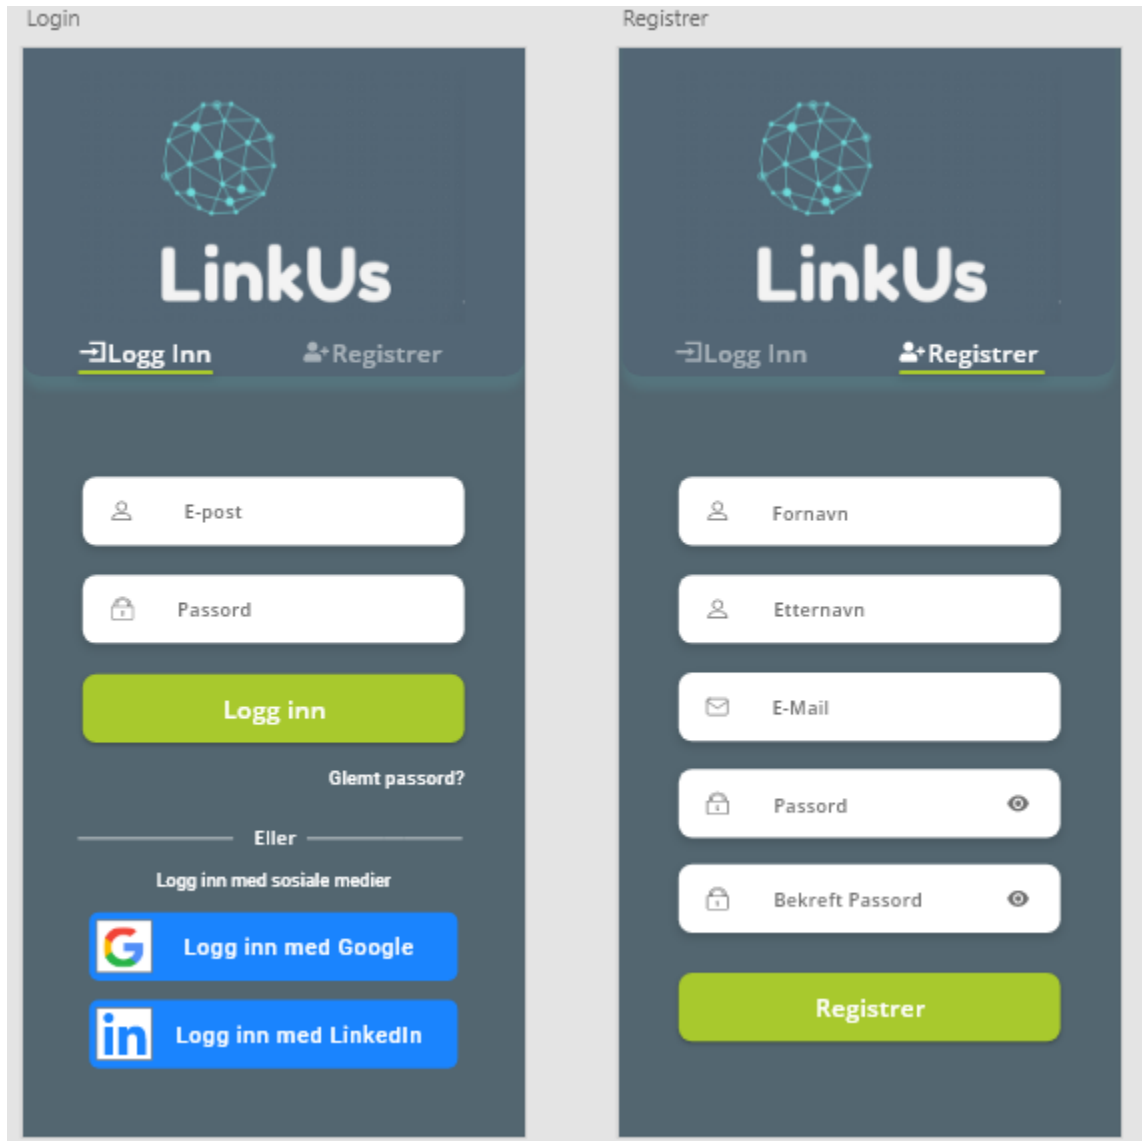 Login
LinkUs
Logg Inn
Registrer
E-post
Passord
Logg inn
Glemt passord?
Eller
Logg inn med sosiale medier
G
Logg inn med Google
in
Logg inn med LinkedIn
Registrer
LinkUs
Logg Inn
Registrer
Fornavn
Etternavn
E-Mail
Passord
Bekreft Passord
Registrer